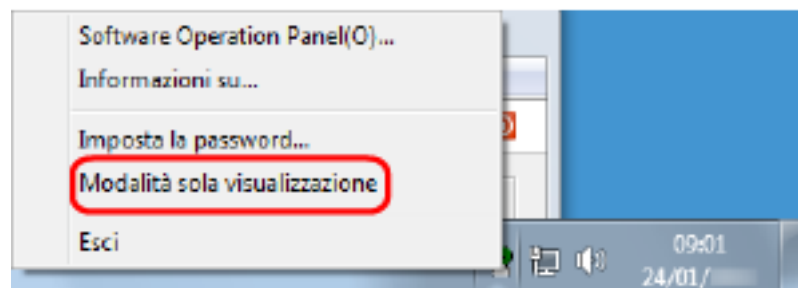 Software Operation Panel(O)...
Informazioni su...
Imposta la password...
Modalità sola visualizzazione
Esci
09:01
24/01/